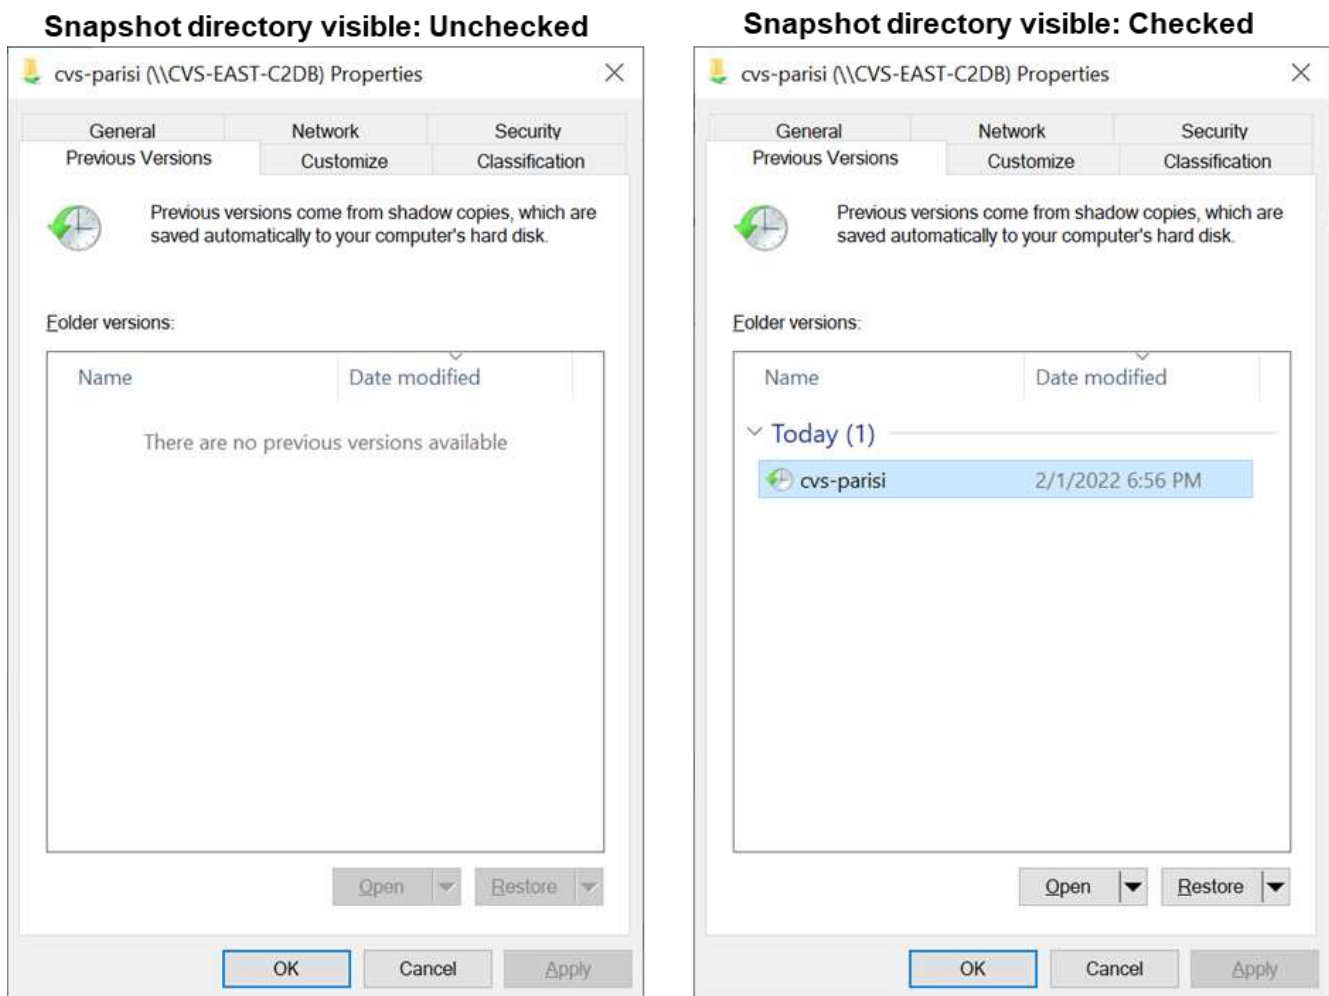 Snapshot directory visible: Unchecked
cvs-parisi (\\CVS-EAST-C2DB) Properties
General Network Security
Previous Versions Customize Classification
Previous versions come from shadow copies, which are
saved automatically to your computer's hard disk.
Folder versions:
Name Date modified
There are no previous versions available
Open Restore
OK Cancel Apply
Snapshot directory visible: Checked
cvs-parisi (\\CVS-EAST-C2DB) Properties
General Network Security
Previous Versions Customize Classification
Previous versions come from shadow copies, which are
saved automatically to your computer's hard disk.
Folder versions:
Name Date modified
Today (1)
cvs-parisi 2/1/2022 6:56 PM
Open Restore
OK Cancel Apply